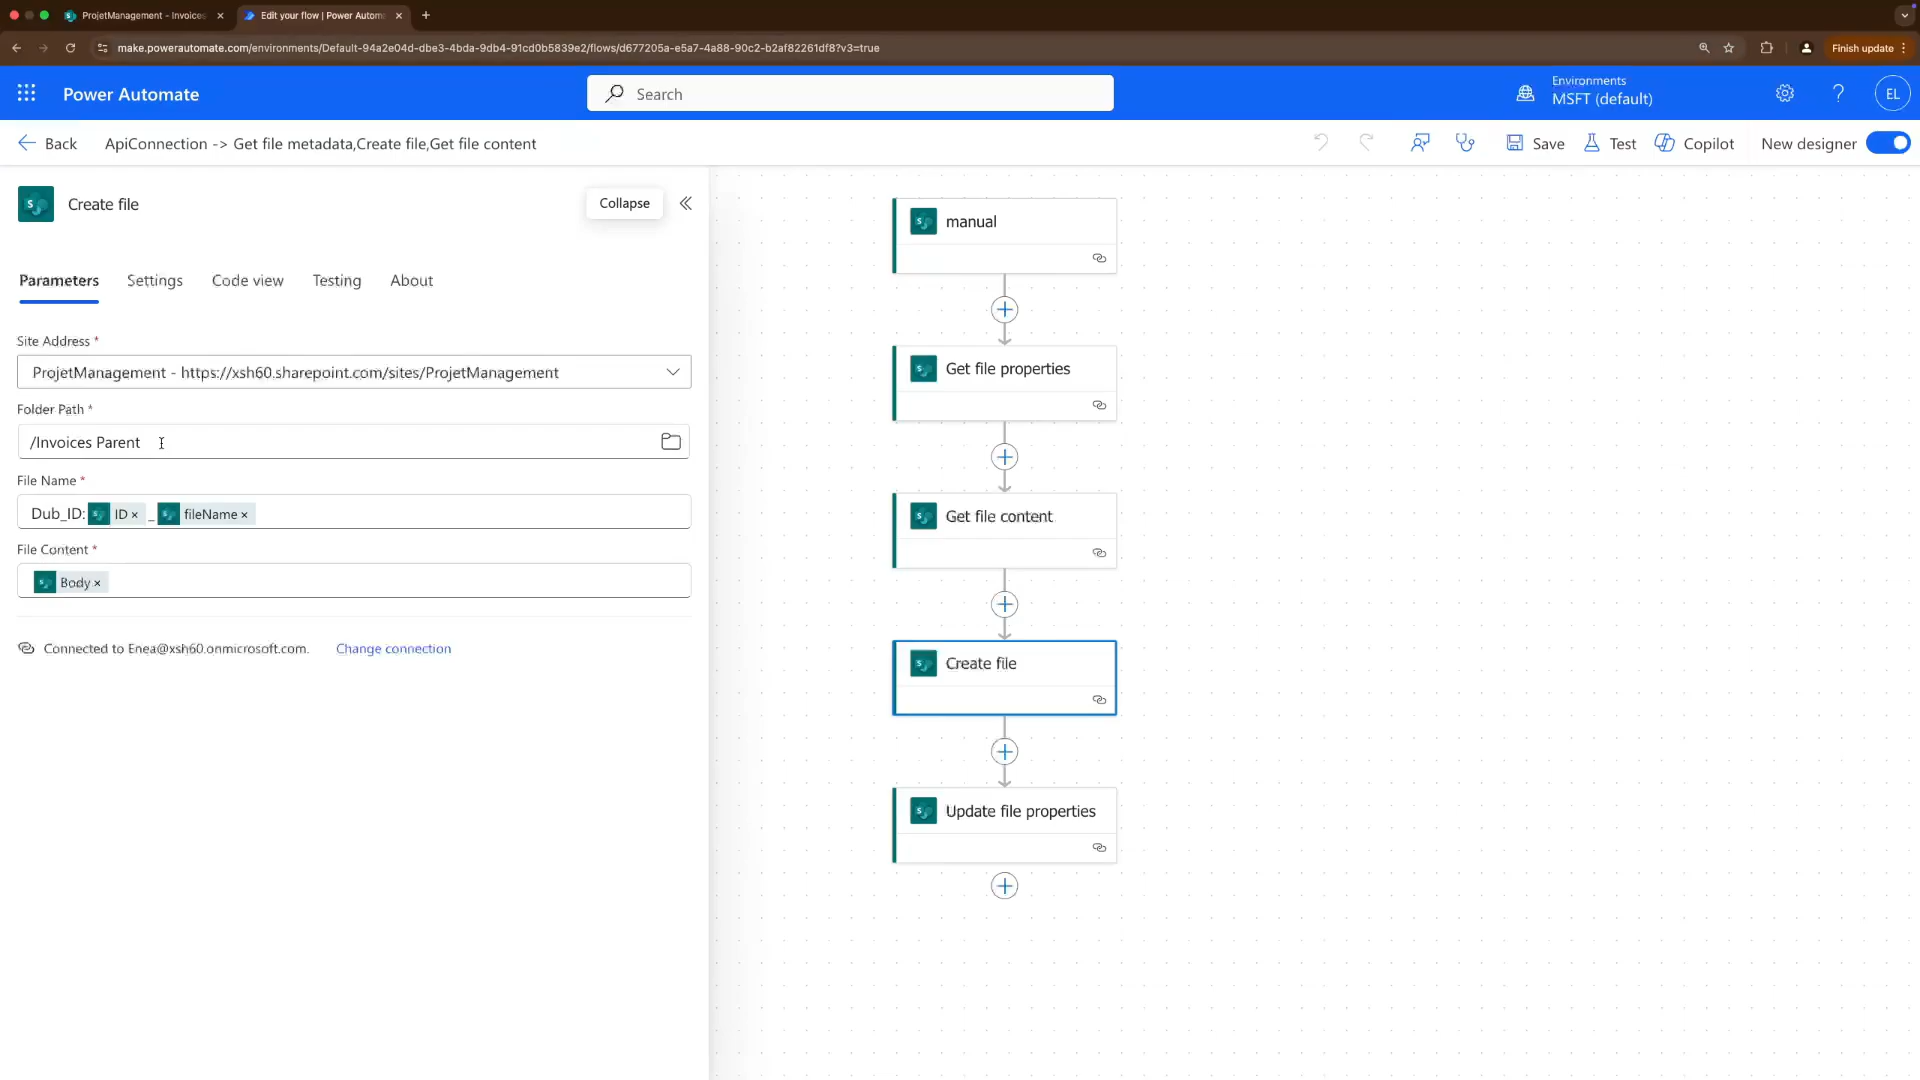 ProjetManagement - Invoices
Edit your flow | Power Autom
make.powerautomate.com/environments/Default-94a2e04d-dbe3-4bda-9db4-91cd0b5839e2/flows/d677205a-e5a7-4a88-90c2-b2af82261df8?v3=true
Finish update
Power Automate
Search
Environments
MSFT (default)
EL
Back
ApiConnection -> Get file metadata,Create file,Get file content
Save
Test
Copilot
New designer
Create file
Collapse
Parameters
Settings
Code view
Testing
About
Site Address *
ProjetManagement - https://xsh60.sharepoint.com/sites/ProjetManagement
Folder Path *
/Invoices Parent
File Name *
Dub_ID: ID × _ fileName ×
File Content *
Body ×
Connected to Enea@xsh60.onmicrosoft.com.
Change connection
manual
Get file properties
Get file content
Create file
Update file properties